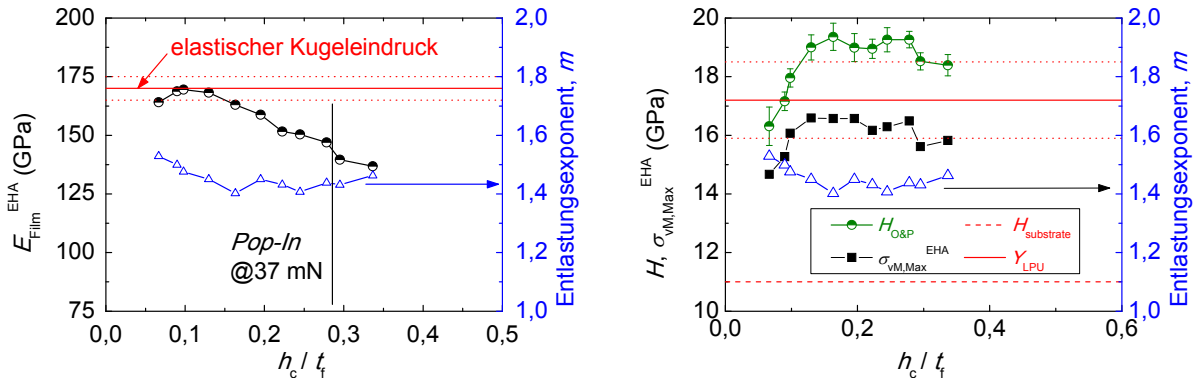 200
175
150
125
100
75
E_Film^EHA (GPa)
elastischer Kugeleindruck
Pop-In
@37 mN
2,0
1,8
1,6
1,4
1,2
1,0
Entlastungsexponent, m
0,0 0,1 0,2 0,3 0,4 0,5
h_c / t_f
20
18
16
14
12
10
H, σ_vM,Max^EHA (GPa)
H_O&P H_substrate
σ_vM,Max^EHA Y_LPU
2,0
1,8
1,6
1,4
1,2
1,0
Entlastungsexponent, m
0,0 0,2 0,4 0,6
h_c / t_f